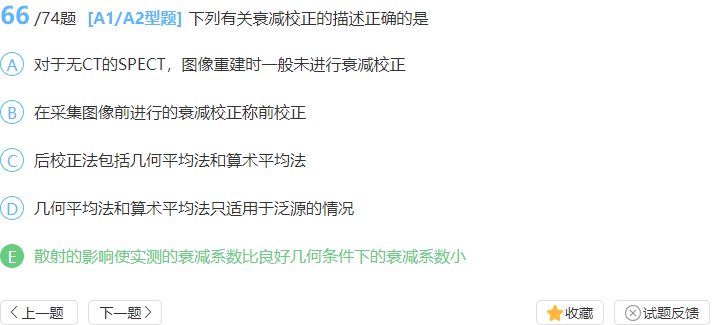 66 /74题 [A1/A2型题] 下列有关衰减校正的描述正确的是
A 对于无CT的SPECT，图像重建时一般未进行衰减校正
B 在采集图像前进行的衰减校正称前校正
C 后校正法包括几何平均法和算术平均法
D 几何平均法和算术平均法只适用于泛源的情况
E 散射的影响使实测的衰减系数比良好几何条件下的衰减系数小
上一题 下一题 收藏 试题反馈